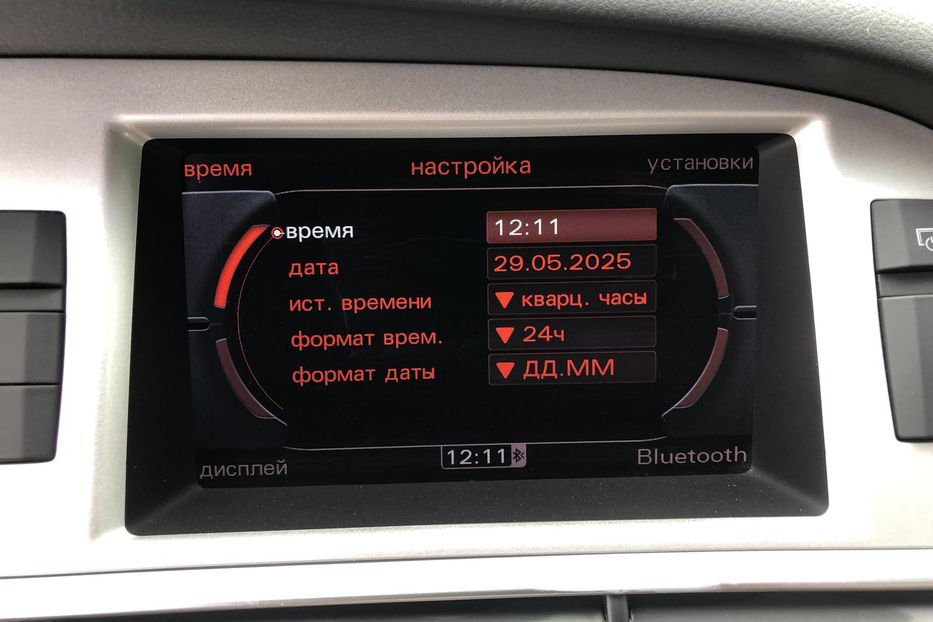 время настройка установки
время 12:11
дата 29.05.2025
ист. времени ▼ кварц. часы
формат врем. ▼ 24ч
формат даты ▼ ДД.ММ
дисплей 12:11 Bluetooth